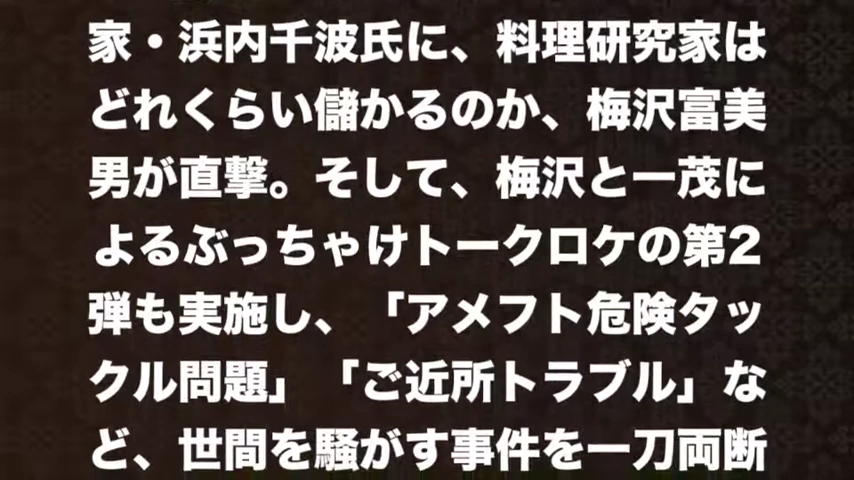 家・浜内千波氏に、料理研究家は
どれくらい儲かるのか、梅沢富美
男が直撃。そして、梅沢と一茂に
よるぶっちゃけトークロケの第2
弾も実施し、「アメフト危険タッ
クル問題」「ご近所トラブル」な
ど、世間を騒がす事件を一刀両断